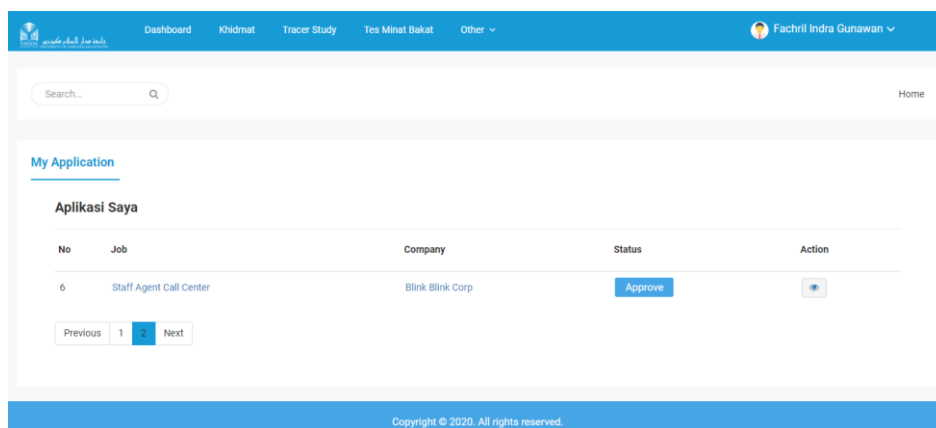 Dashboard Khidmat Tracer Study Tes Minat Bakat Other Fachril Indra Gunawan
Search... Home
My Application
Aplikasi Saya
No Job Company Status Action
6 Staff Agent Call Center Blink Blink Corp Approve
Previous 1 2 Next
Copyright © 2020. All rights reserved.